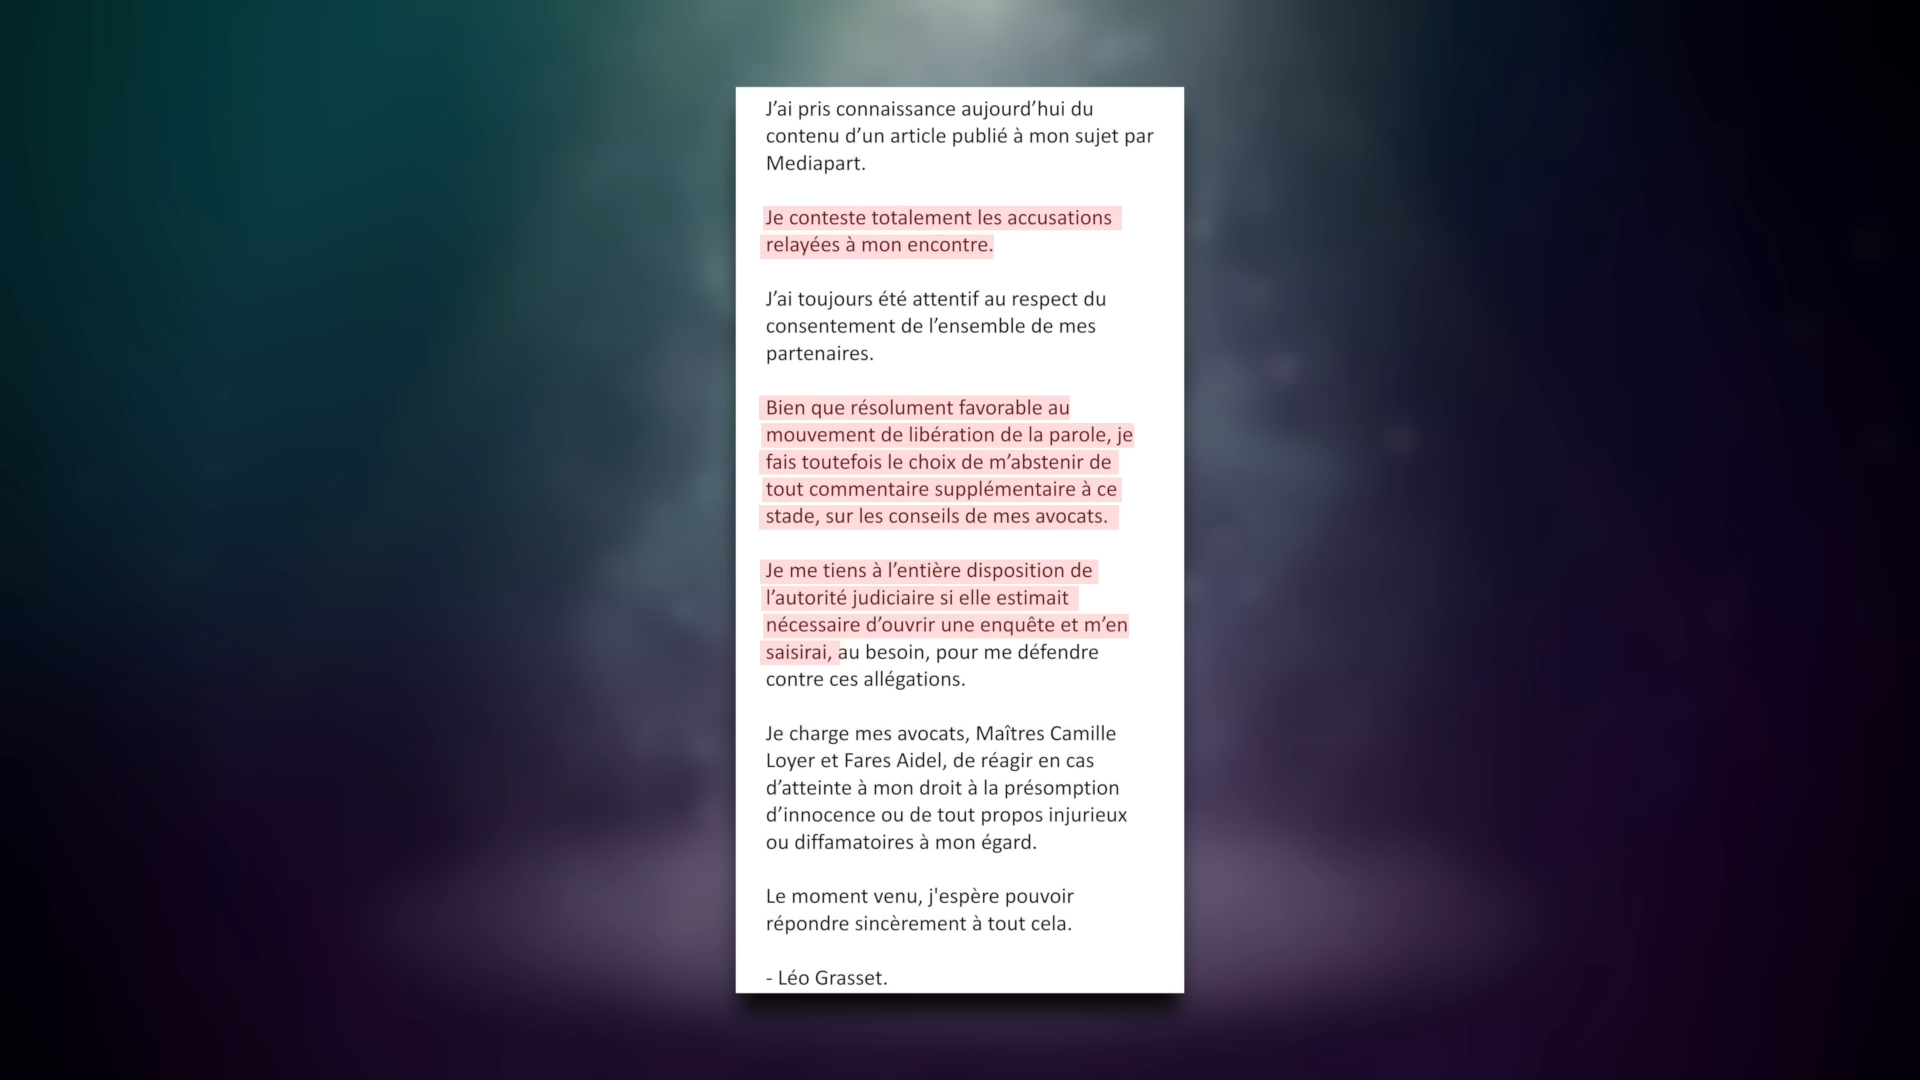 J’ai pris connaissance aujourd’hui du
contenu d’un article publié à mon sujet par
Mediapart.
Je conteste totalement les accusations
relayées à mon encontre.
J’ai toujours été attentif au respect du
consentement de l’ensemble de mes
partenaires.
Bien que résolument favorable au
mouvement de libération de la parole, je
fais toutefois le choix de m’abstenir de
tout commentaire supplémentaire à ce
stade, sur les conseils de mes avocats.
Je me tiens à l’entière disposition de
l’autorité judiciaire si elle estimait
nécessaire d’ouvrir une enquête et m’en
saisirai, au besoin, pour me défendre
contre ces allégations.
Je charge mes avocats, Maîtres Camille
Loyer et Fares Aidel, de réagir en cas
d’atteinte à mon droit à la présomption
d’innocence ou de tout propos injurieux
ou diffamatoires à mon égard.
Le moment venu, j'espère pouvoir
répondre sincèrement à tout cela.
- Léo Grasset.